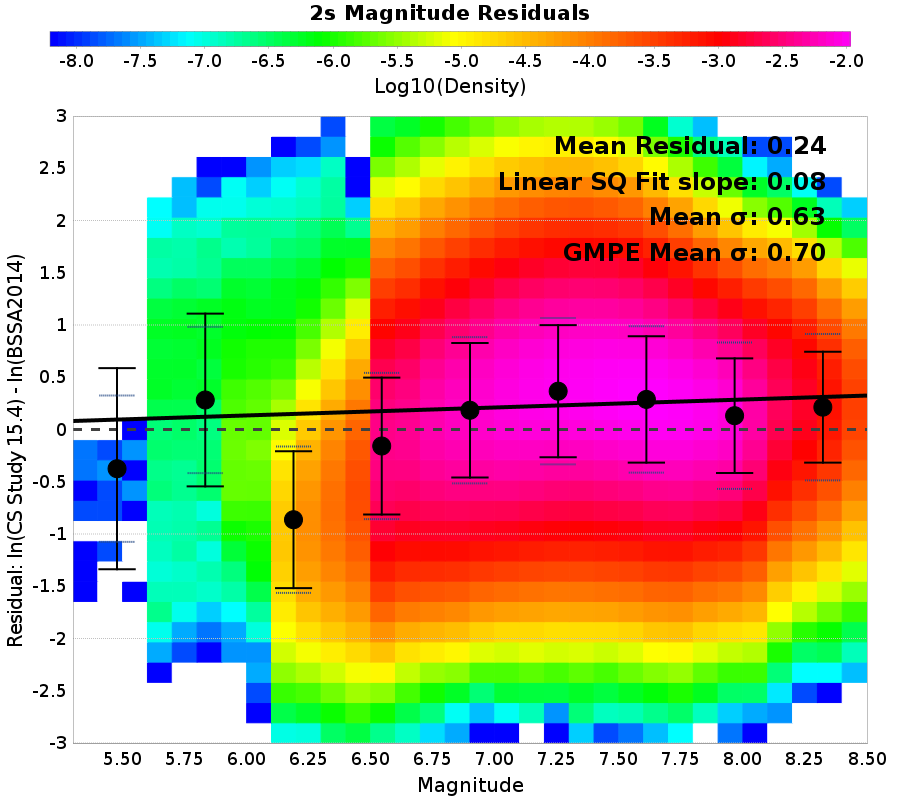 2s Magnitude Residuals
-8.0 -7.5 -7.0 -6.5 -6.0 -5.5 -5.0 -4.5 -4.0 -3.5 -3.0 -2.5 -2.0
Log10(Density)
Mean Residual: 0.24
Linear SQ Fit slope: 0.08
Mean σ: 0.63
GMPE Mean σ: 0.70
Residual: ln(CS Study 15.4) - ln(BSSA2014)
3
2.5
2
1.5
1
0.5
0
-0.5
-1
-1.5
-2
-2.5
-3
5.50 5.75 6.00 6.25 6.50 6.75 7.00 7.25 7.50 7.75 8.00 8.25 8.50
Magnitude